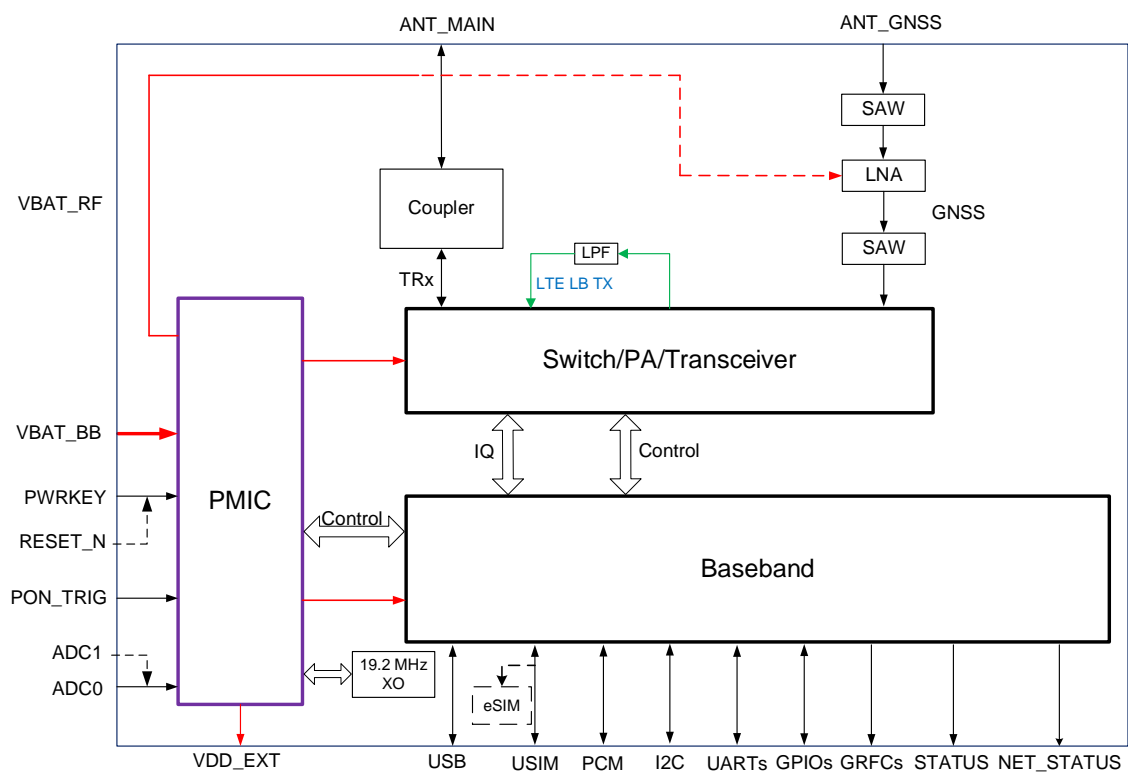 ANT_MAIN
ANT_GNSS
SAW
LNA
VBAT_RF
Coupler
GNSS
SAW
LPF
TRx
LTE LB TX
Switch/PA/Transceiver
VBAT_BB
IQ
Control
PWRKEY
PMIC
Control
RESET_N
Baseband
PON_TRIG
ADC1
19.2 MHz
XO
ADC0
eSIM
VDD_EXT
USB
USIM
PCM
I2C
UARTs
GPIOs
GRFCs
STATUS
NET_STATUS